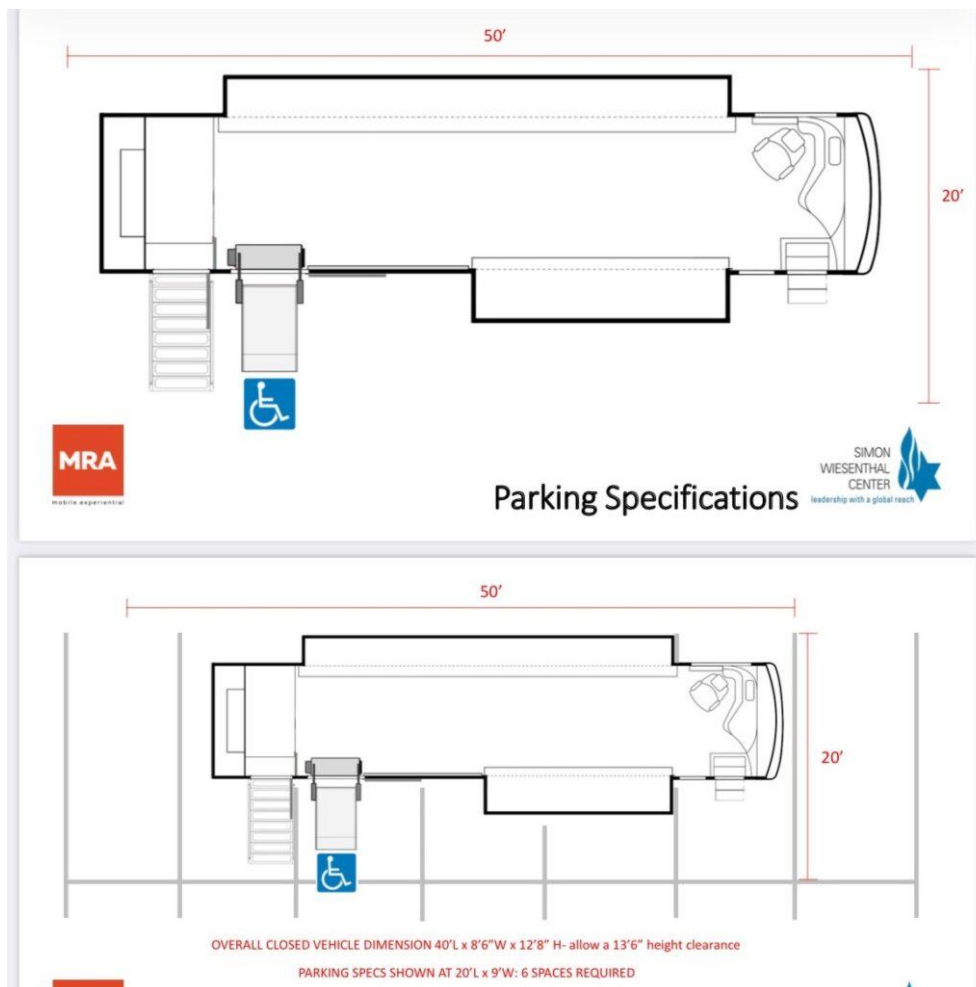 50'
20'
MRA
mobile experiential
Parking Specifications
SIMON
WIESENTHAL
CENTER
leadership with a global reach
50'
20'
OVERALL CLOSED VEHICLE DIMENSION 40'L x 8'6"W x 12'8" H- allow a 13'6" height clearance
PARKING SPECS SHOWN AT 20'L x 9'W: 6 SPACES REQUIRED